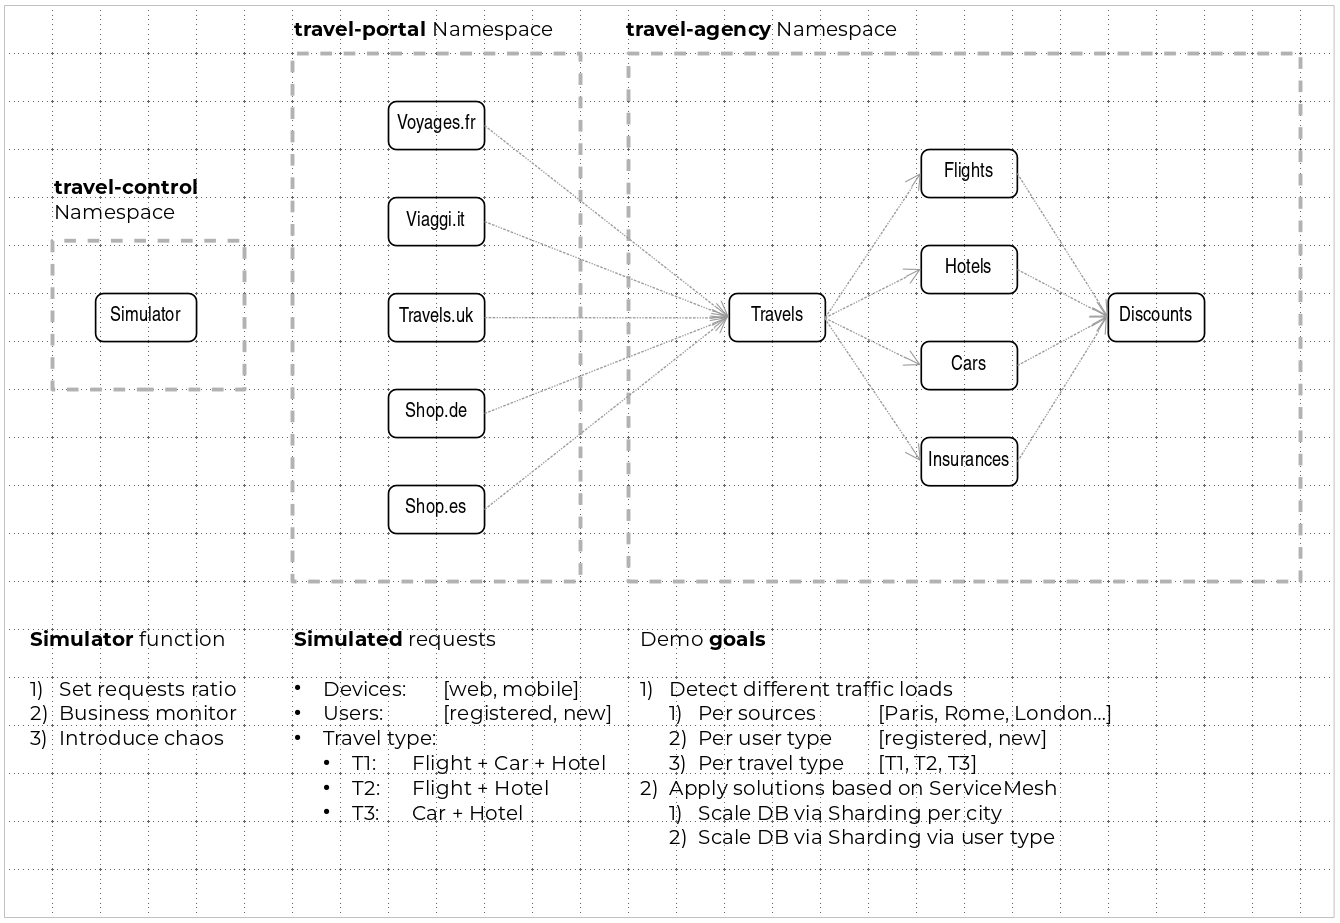 travel-portal Namespace
travel-agency Namespace
travel-control
Namespace
Simulator
Voyages.fr
Viaggi.it
Travels.uk
Shop.de
Shop.es
Travels
Flights
Hotels
Cars
Insurances
Discounts
Simulator function
1) Set requests ratio
2) Business monitor
3) Introduce chaos
Simulated requests
• Devices: [web, mobile]
• Users: [registered, new]
• Travel type:
• T1: Flight + Car + Hotel
• T2: Flight + Hotel
• T3: Car + Hotel
Demo goals
1) Detect different traffic loads
1) Per sources [Paris, Rome, London...]
2) Per user type [registered, new]
3) Per travel type [T1, T2, T3]
2) Apply solutions based on ServiceMesh
1) Scale DB via Sharding per city
2) Scale DB via Sharding via user type